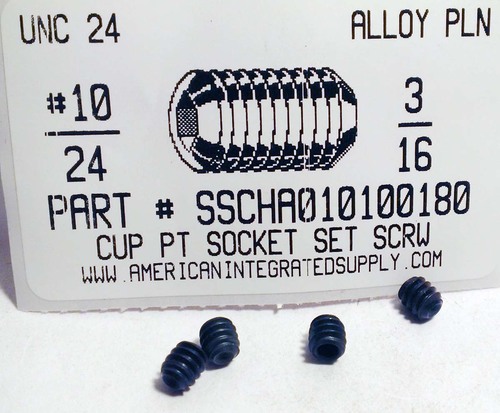 UNC 24 ALLOY PLN
#10 3
24 16
PART # SSCHA010100180
CUP PT SOCKET SET SCRW
WWW.AMERICANINTEGRATEDSUPPLY.COM